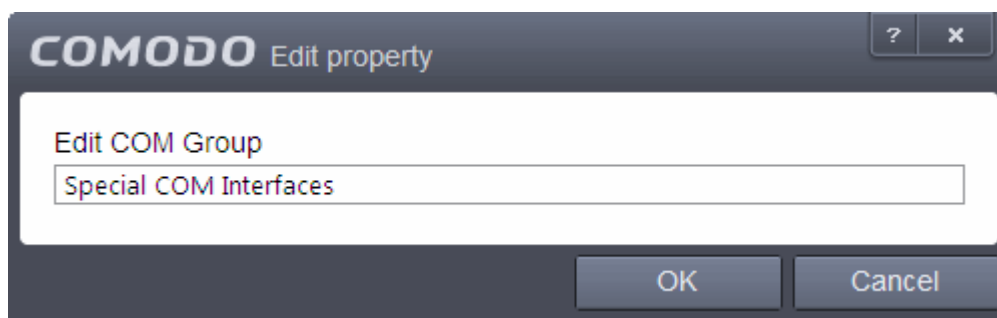 COMODO Edit property ? x
Edit COM Group
Special COM Interfaces
OK Cancel